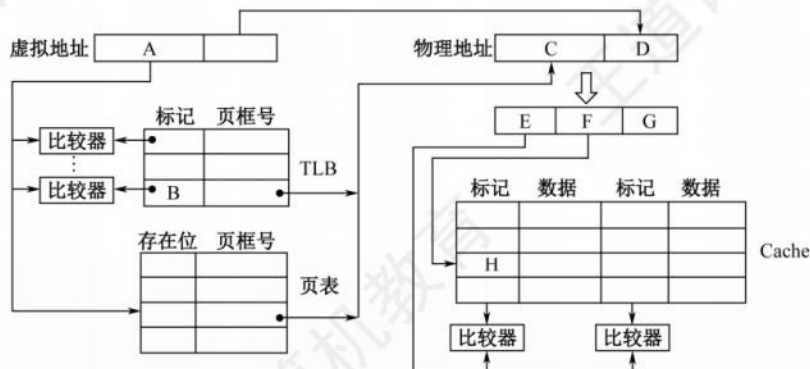 虚拟地址 A
物理地址 C D
标记 页框号
比较器
⋮
比较器 B
TLB
E F G
标记 数据 标记 数据
H
Cache
存在位 页框号
页表
比较器 比较器